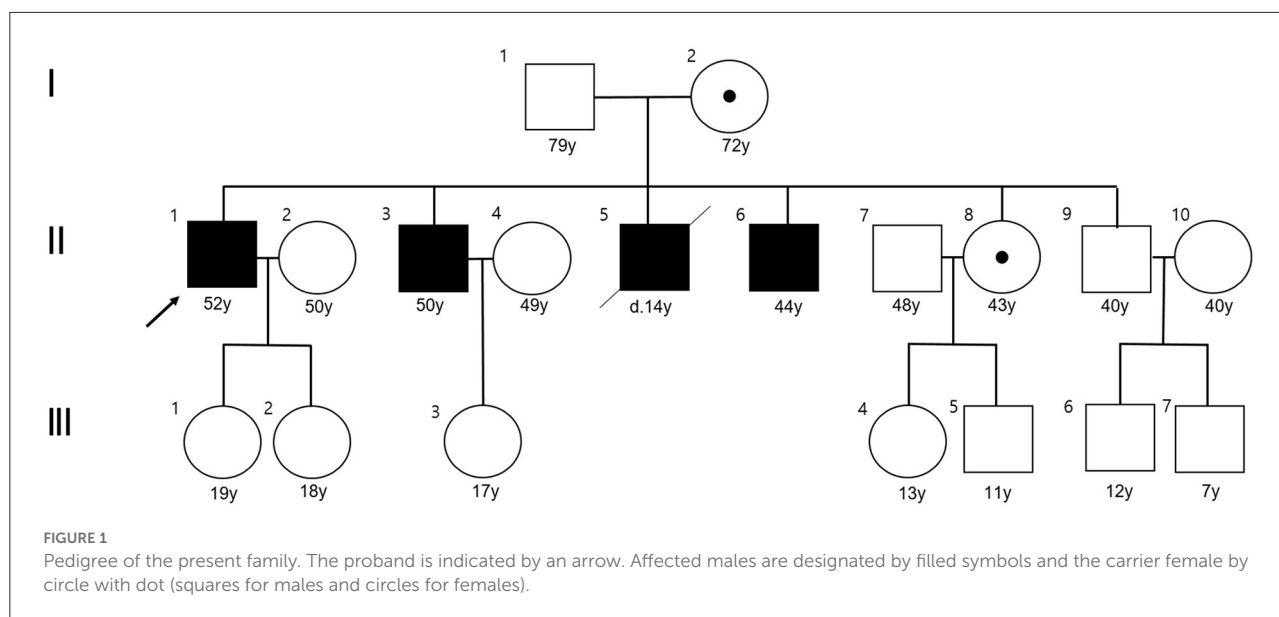 I
1
2
79y
72y
II
1
2
3
4
5
6
7
8
9
10
52y
50y
50y
49y
d.14y
44y
48y
43y
40y
40y
III
1
2
3
4
5
6
7
19y
18y
17y
13y
11y
12y
7y
FIGURE 1
Pedigree of the present family. The proband is indicated by an arrow. Affected males are designated by filled symbols and the carrier female by
circle with dot (squares for males and circles for females).